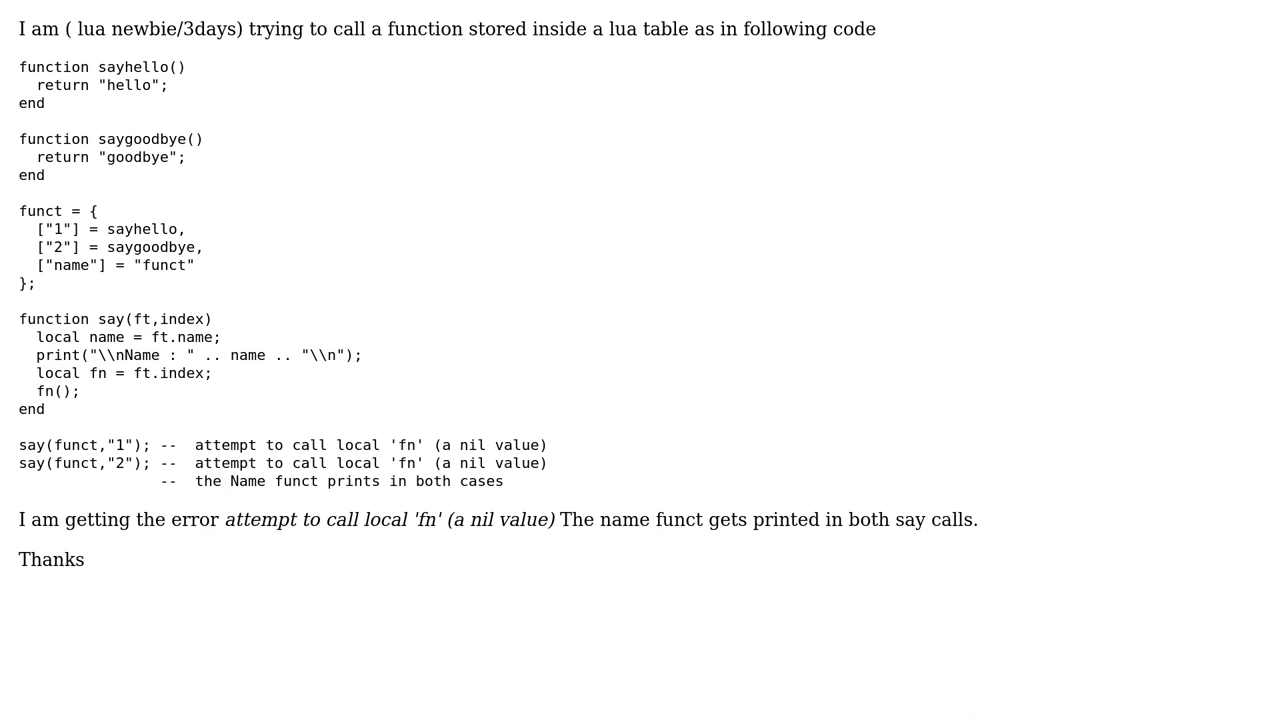 I am ( lua newbie/3days) trying to call a function stored inside a lua table as in following code
function sayhello()
  return "hello";
end
function saygoodbye()
  return "goodbye";
end
funct = {
  ["1"] = sayhello,
  ["2"] = saygoodbye,
  ["name"] = "funct"
};
function say(ft,index)
  local name = ft.name;
  print("\\nName : " .. name .. "\\n");
  local fn = ft.index;
  fn();
end
say(funct,"1"); --  attempt to call local 'fn' (a nil value)
say(funct,"2"); --  attempt to call local 'fn' (a nil value)
                --  the Name funct prints in both cases
I am getting the error attempt to call local 'fn' (a nil value) The name funct gets printed in both say calls.
Thanks